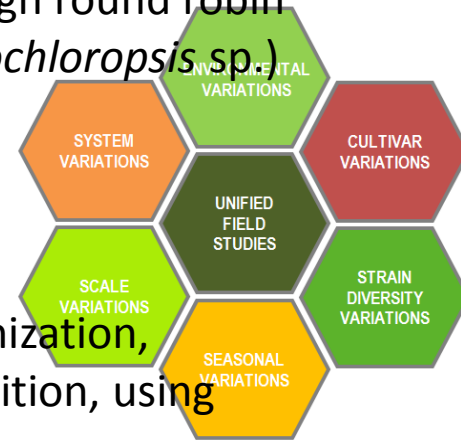 gh round robin
ochloropsis sp.)
ENVIRONMENTAL
VARIATIONS
SYSTEM
VARIATIONS
CULTIVAR
VARIATIONS
UNIFIED
FIELD
STUDIES
SCALE
VARIATIONS
STRAIN
DIVERSITY
VARIATIONS
nization,
SEASONAL
VARIATIONS
ition, using